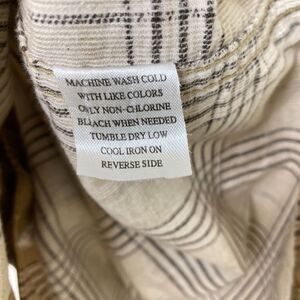 MACHINE WASH COLD
WITH LIKE COLORS
ONLY NON-CHLORINE
BLEACH WHEN NEEDED
TUMBLE DRY LOW
COOL IRON ON
REVERSE SIDE